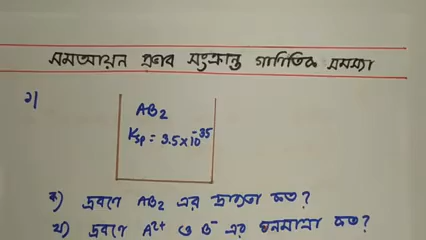 সমআয়ন প্রভাব সংক্রান্ত গাণিতিক সমস্যা
১।
AB₂
Ksp = 3.5×10⁻³⁵
ক) দ্রবণে AB₂ এর দ্রাব্যতা কত?
খ) দ্রবণে A²⁺ ও B⁻ এর ঘনমাত্রা কত?